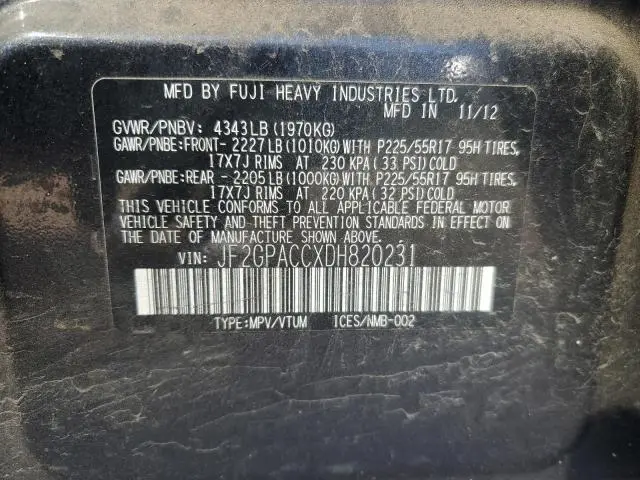 MFD BY FUJI HEAVY INDUSTRIES LTD.
MFD IN 11/12
GVWR/PNBV: 4343LB (1970KG)
GAWR/PNBE:FRONT- 2227LB (1010KG) WITH P225/55R17 95H TIRES,
17X7J RIMS AT 230 KPA (33 PSI) COLD
GAWR/PNBE:REAR - 2205LB (1000KG) WITH P225/55R17 95H TIRES,
17X7J RIMS AT 220 KPA (32 PSI) COLD
THIS VEHICLE CONFORMS TO ALL APPLICABLE FEDERAL MOTOR
VEHICLE SAFETY AND THEFT PREVENTION STANDARDS IN EFFECT ON
THE DATE OF MANUFACTURE SHOWN ABOVE.
VIN: JF2GPACCXDH820231
TYPE:MPV/VTUM ICES/NMB-002